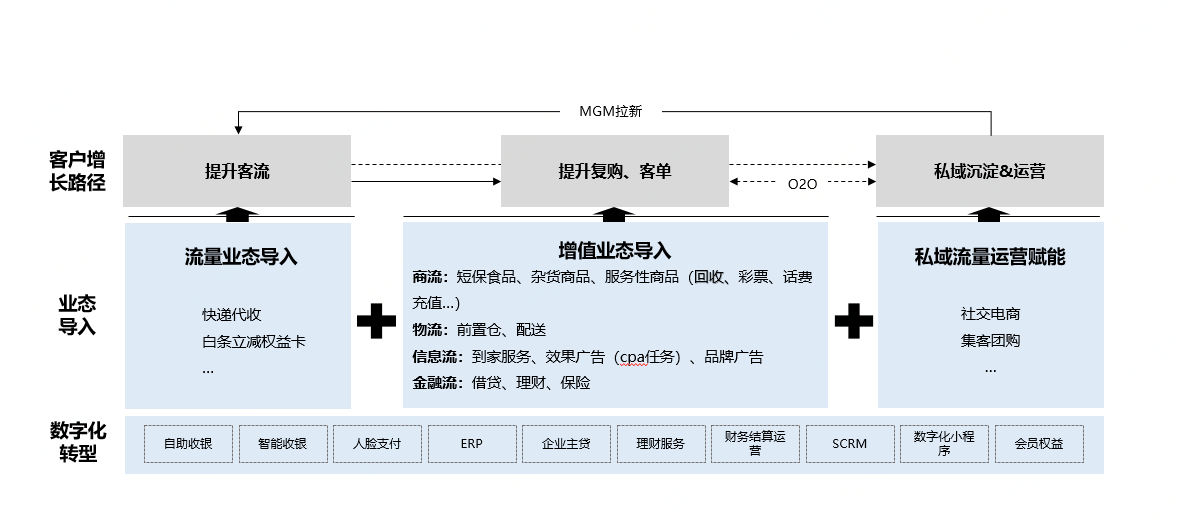 MGM拉新
客户增
长路径
提升客流
提升复购、客单
私域沉淀&运营
O2O
业态
导入
流量业态导入
快递代收
白条立减权益卡
...
增值业态导入
商流：短保食品、杂货商品、服务性商品（回收、彩票、话费
充值...）
物流：前置仓、配送
信息流：到家服务、效果广告（cpa任务）、品牌广告
金融流：借贷、理财、保险
私域流量运营赋能
社交电商
集客团购
...
数字化
转型
自助收银
智能收银
人脸支付
ERP
企业主贷
理财服务
财务结算运
营
SCRM
数字化小程
序
会员权益